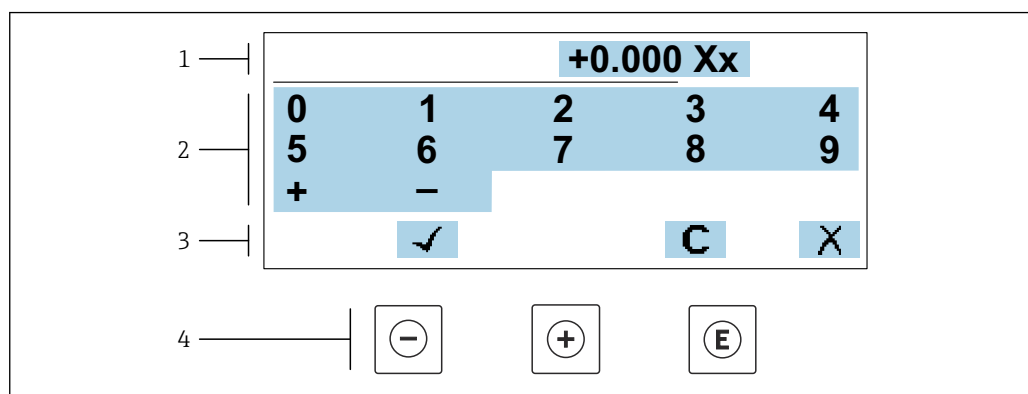 1 +0.000 Xx
0 1 2 3 4
2 5 6 7 8 9
+ −
3 ✓ C X
4 − + E